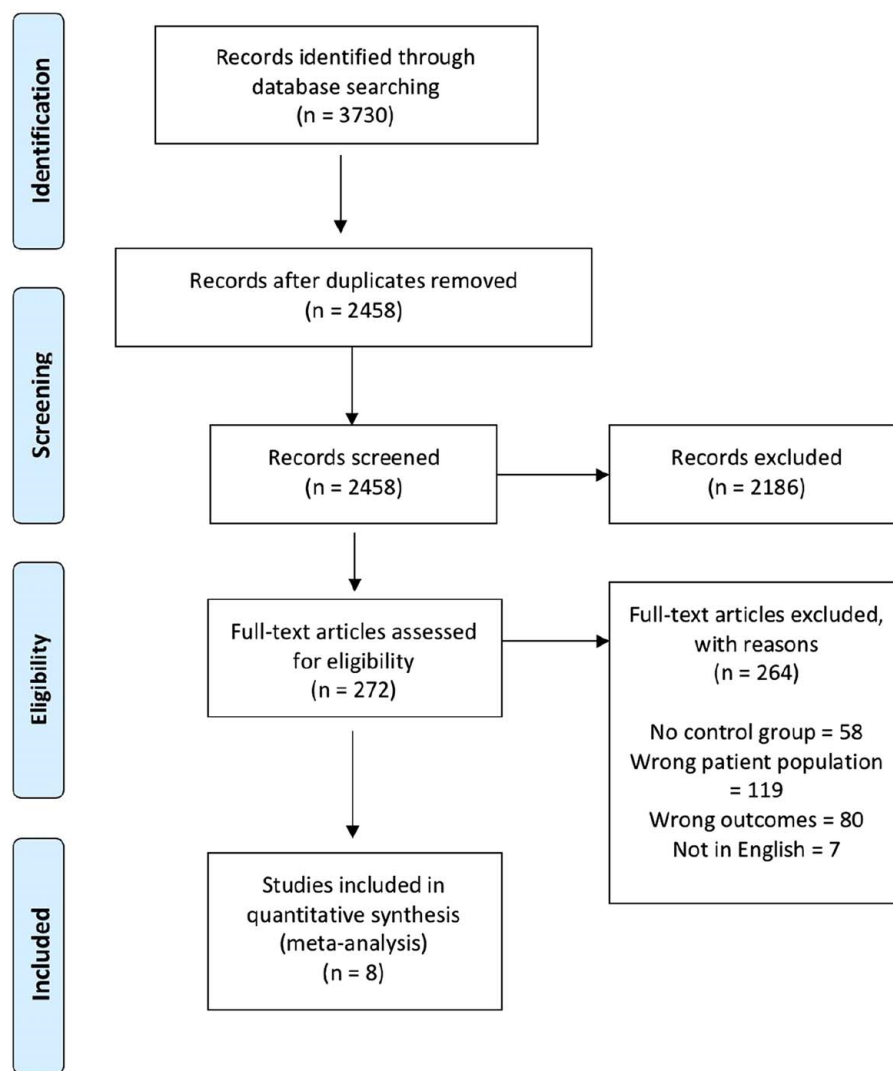 Identification
Records identified through
database searching
(n = 3730)
Records after duplicates removed
(n = 2458)
Screening
Records screened
(n = 2458)
Records excluded
(n = 2186)
Eligibility
Full-text articles assessed
for eligibility
(n = 272)
Full-text articles excluded,
with reasons
(n = 264)
No control group = 58
Wrong patient population
= 119
Wrong outcomes = 80
Not in English = 7
Included
Studies included in
quantitative synthesis
(meta-analysis)
(n = 8)